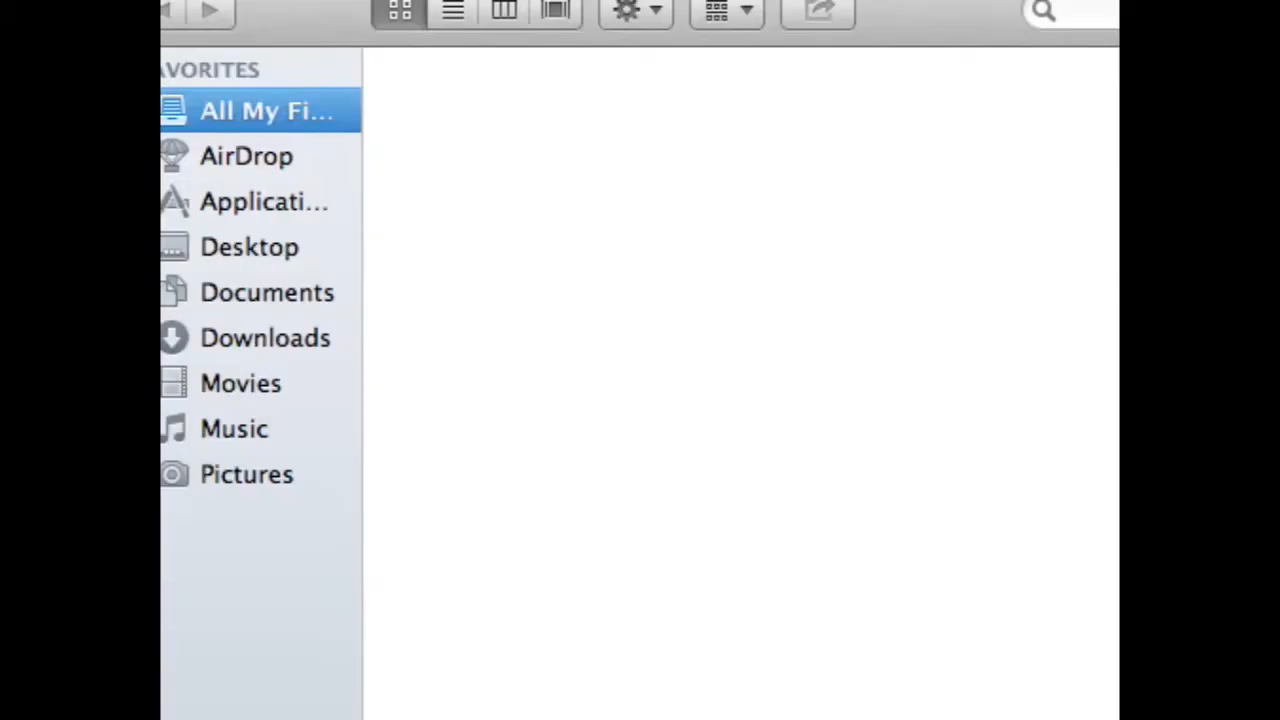 AVORITES
All My Fi...
AirDrop
Applicati...
Desktop
Documents
Downloads
Movies
Music
Pictures